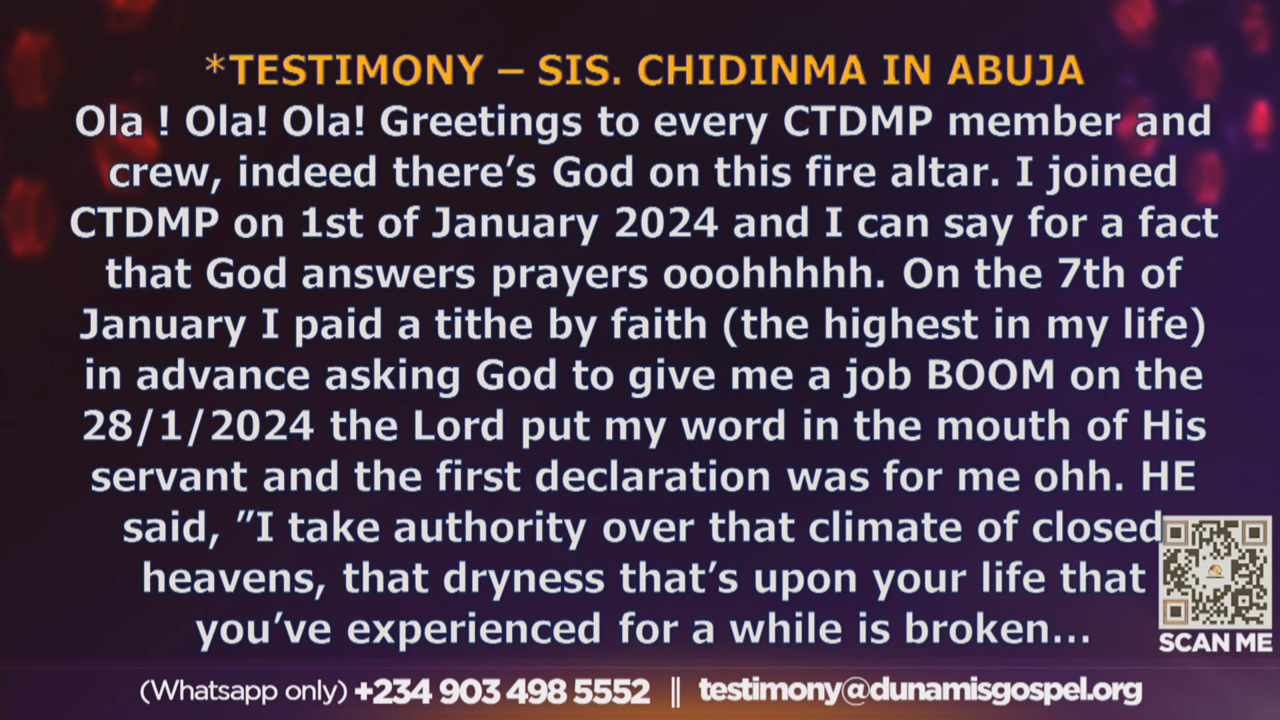 *TESTIMONY – SIS. CHIDINMA IN ABUJA
Ola ! Ola! Ola! Greetings to every CTDMP member and
crew, indeed there’s God on this fire altar. I joined
CTDMP on 1st of January 2024 and I can say for a fact
that God answers prayers ooohhhhh. On the 7th of
January I paid a tithe by faith (the highest in my life)
in advance asking God to give me a job BOOM on the
28/1/2024 the Lord put my word in the mouth of His
servant and the first declaration was for me ohh. HE
said, ”I take authority over that climate of closed
heavens, that dryness that’s upon your life that
you’ve experienced for a while is broken...
SCAN ME
(Whatsapp only) +234 903 498 5552 || testimony@dunamisgospel.org